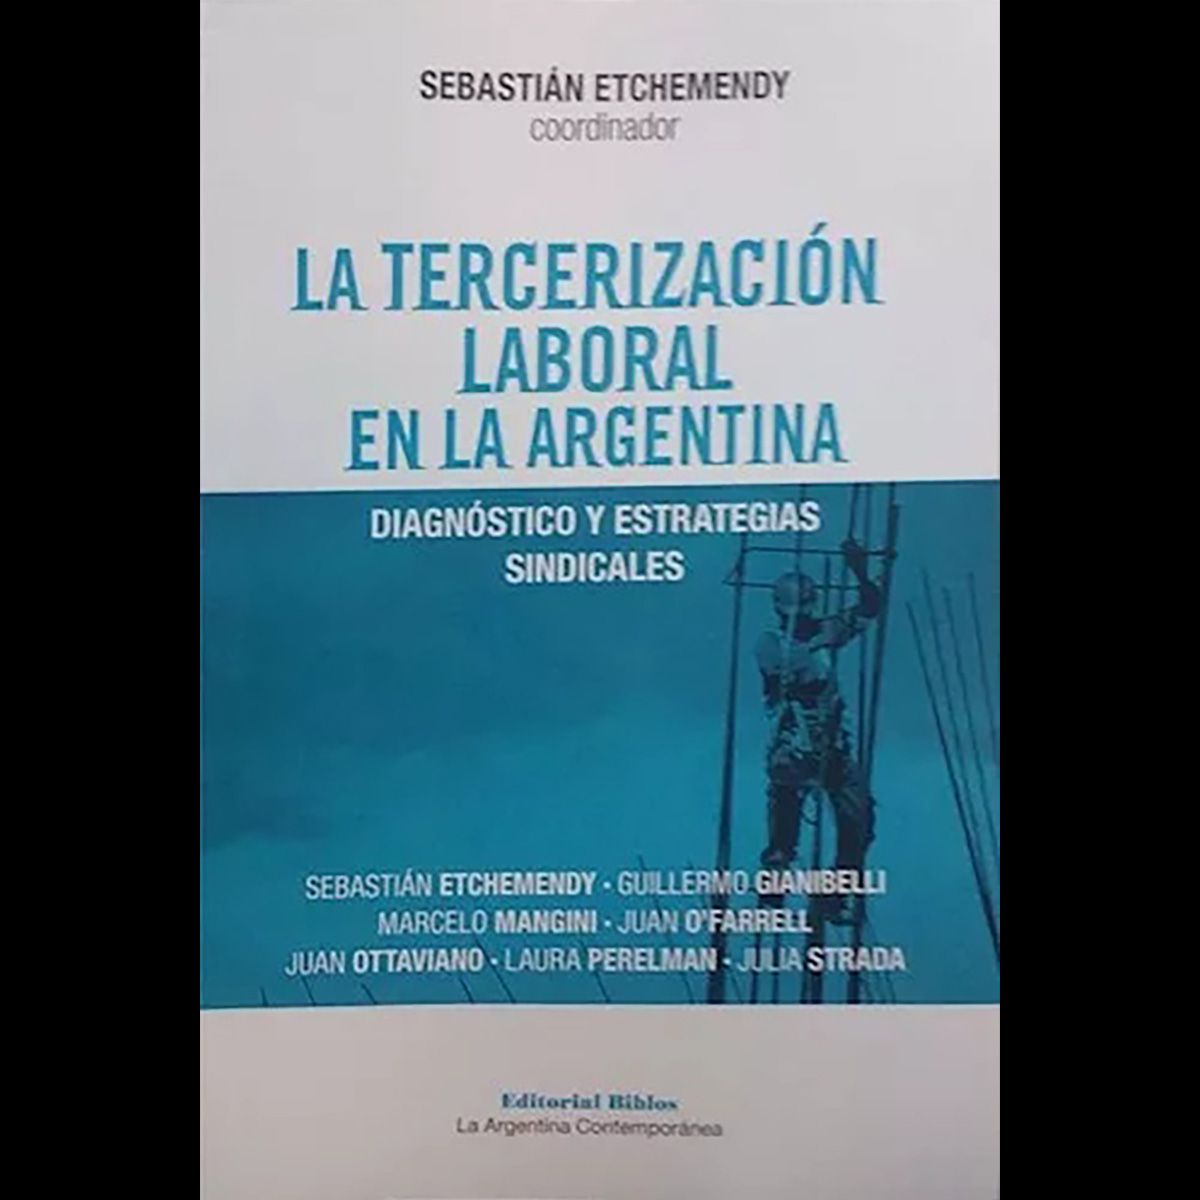 SEBASTIÁN ETCHEMENDY
coordinador
LA TERCERIZACIÓN
LABORAL
EN LA ARGENTINA
DIAGNÓSTICO Y ESTRATEGIAS
SINDICALES
SEBASTIÁN ETCHEMENDY · GUILLERMO GIANIBELLI
MARCELO MANGINI · JUAN O'FARRELL
JUAN OTTAVIANO · LAURA PERELMAN · JULIA STRADA
Editorial Biblos
La Argentina Contemporánea